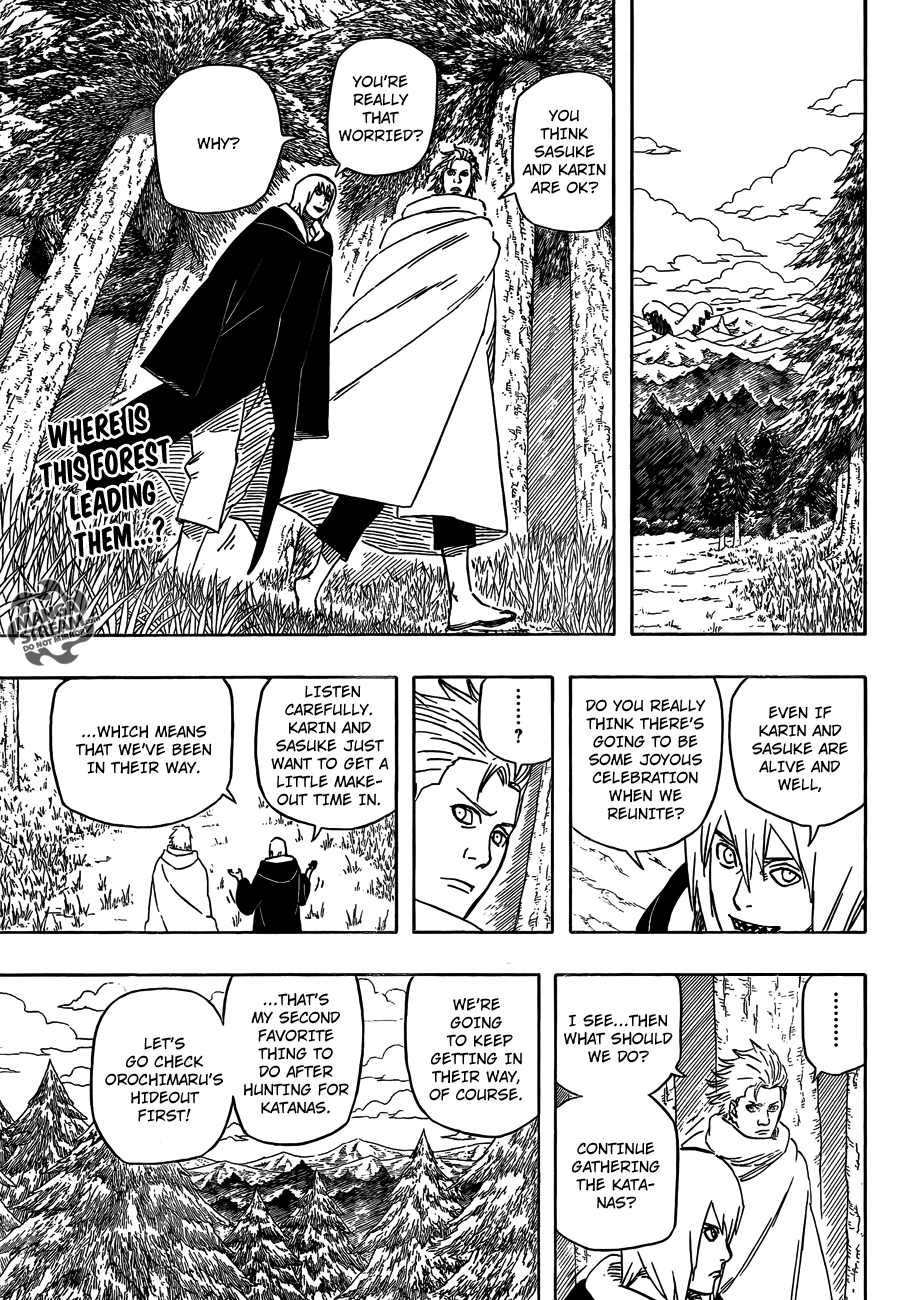 YOU
THINK
SASUKE
AND KARIN
ARE OK?
YOU'RE
REALLY
THAT
WORRIED?
WHY?
WHERE IS
THIS FOREST
LEADING
THEM...?
MANGA
STREAM
DO NOT MIRROR
EVEN IF
KARIN AND
SASUKE ARE
ALIVE AND
WELL,
DO YOU REALLY
THINK THERE'S
GOING TO BE
SOME JOYOUS
CELEBRATION
WHEN WE
REUNITE?
.......?
LISTEN
CAREFULLY.
KARIN AND
SASUKE JUST
WANT TO GET A
LITTLE MAKE-
OUT TIME IN.
...WHICH MEANS
THAT WE'VE BEEN
IN THEIR WAY.
........
I SEE...THEN
WHAT SHOULD
WE DO?
CONTINUE
GATHERING
THE KATA-
NAS?
WE'RE
GOING
TO KEEP
GETTING IN
THEIR WAY,
OF COURSE.
...THAT'S
MY SECOND
FAVORITE
THING TO
DO AFTER
HUNTING FOR
KATANAS.
LET'S
GO CHECK
OROCHIMARU'S
HIDEOUT
FIRST!